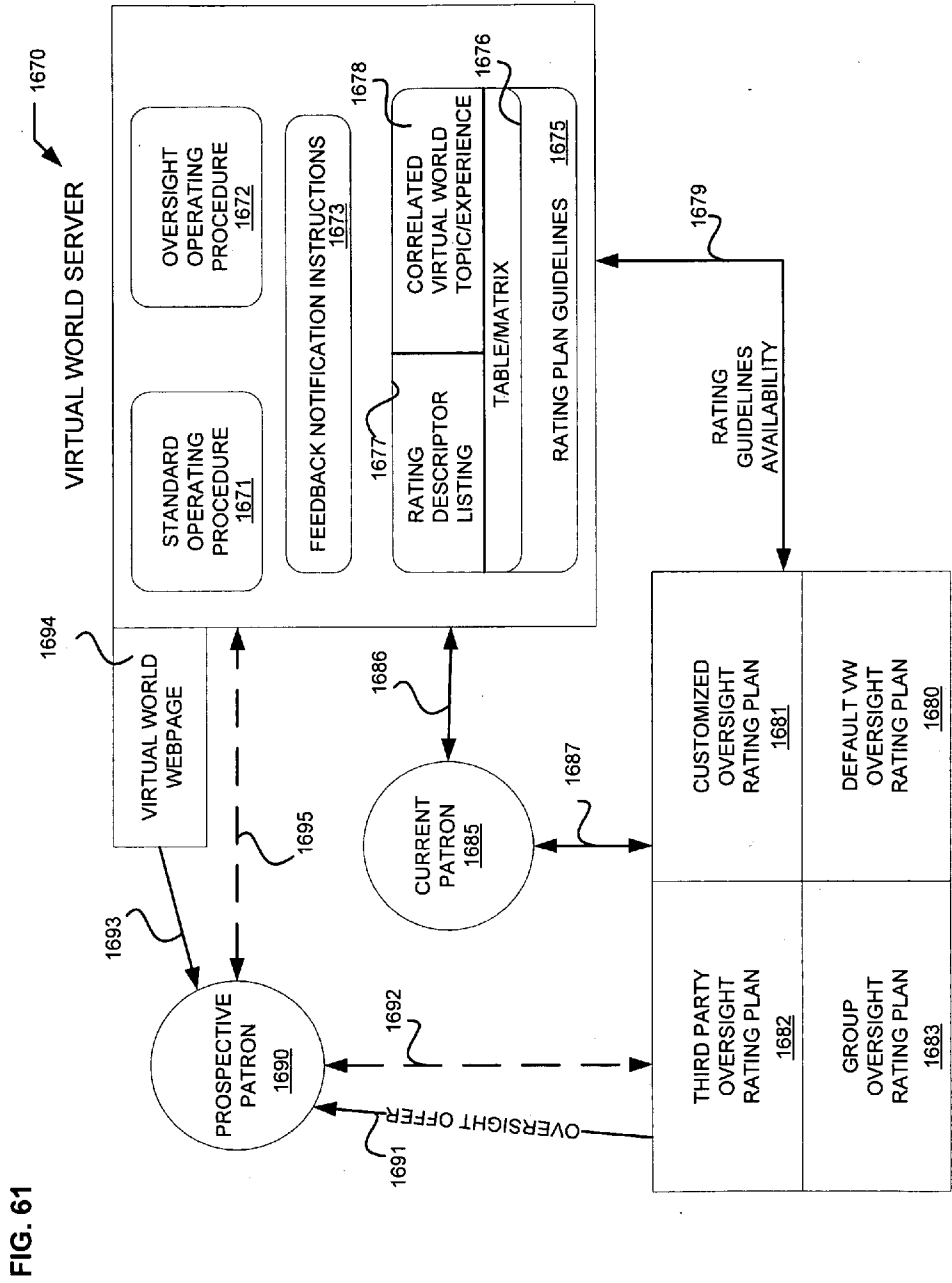 FIG. 61
VIRTUAL WORLD SERVER
1670
STANDARD
OPERATING
PROCEDURE
1671
OVERSIGHT
OPERATING
PROCEDURE
1672
FEEDBACK NOTIFICATION INSTRUCTIONS
1673
1677
RATING
DESCRIPTOR
LISTING
1678
CORRELATED
VIRTUAL WORLD
TOPIC/EXPERIENCE
1676
TABLE/MATRIX
RATING PLAN GUIDELINES
1675
1694
VIRTUAL WORLD
WEBPAGE
1693
1695
PROSPECTIVE
PATRON
1690
1686
CURRENT
PATRON
1685
1687
1692
OVERSIGHT OFFER
1691
1679
RATING
GUIDELINES
AVAILABILITY
THIRD PARTY
OVERSIGHT
RATING PLAN
1682
CUSTOMIZED
OVERSIGHT
RATING PLAN
1681
GROUP
OVERSIGHT
RATING PLAN
1683
DEFAULT VW
OVERSIGHT
RATING PLAN
1680